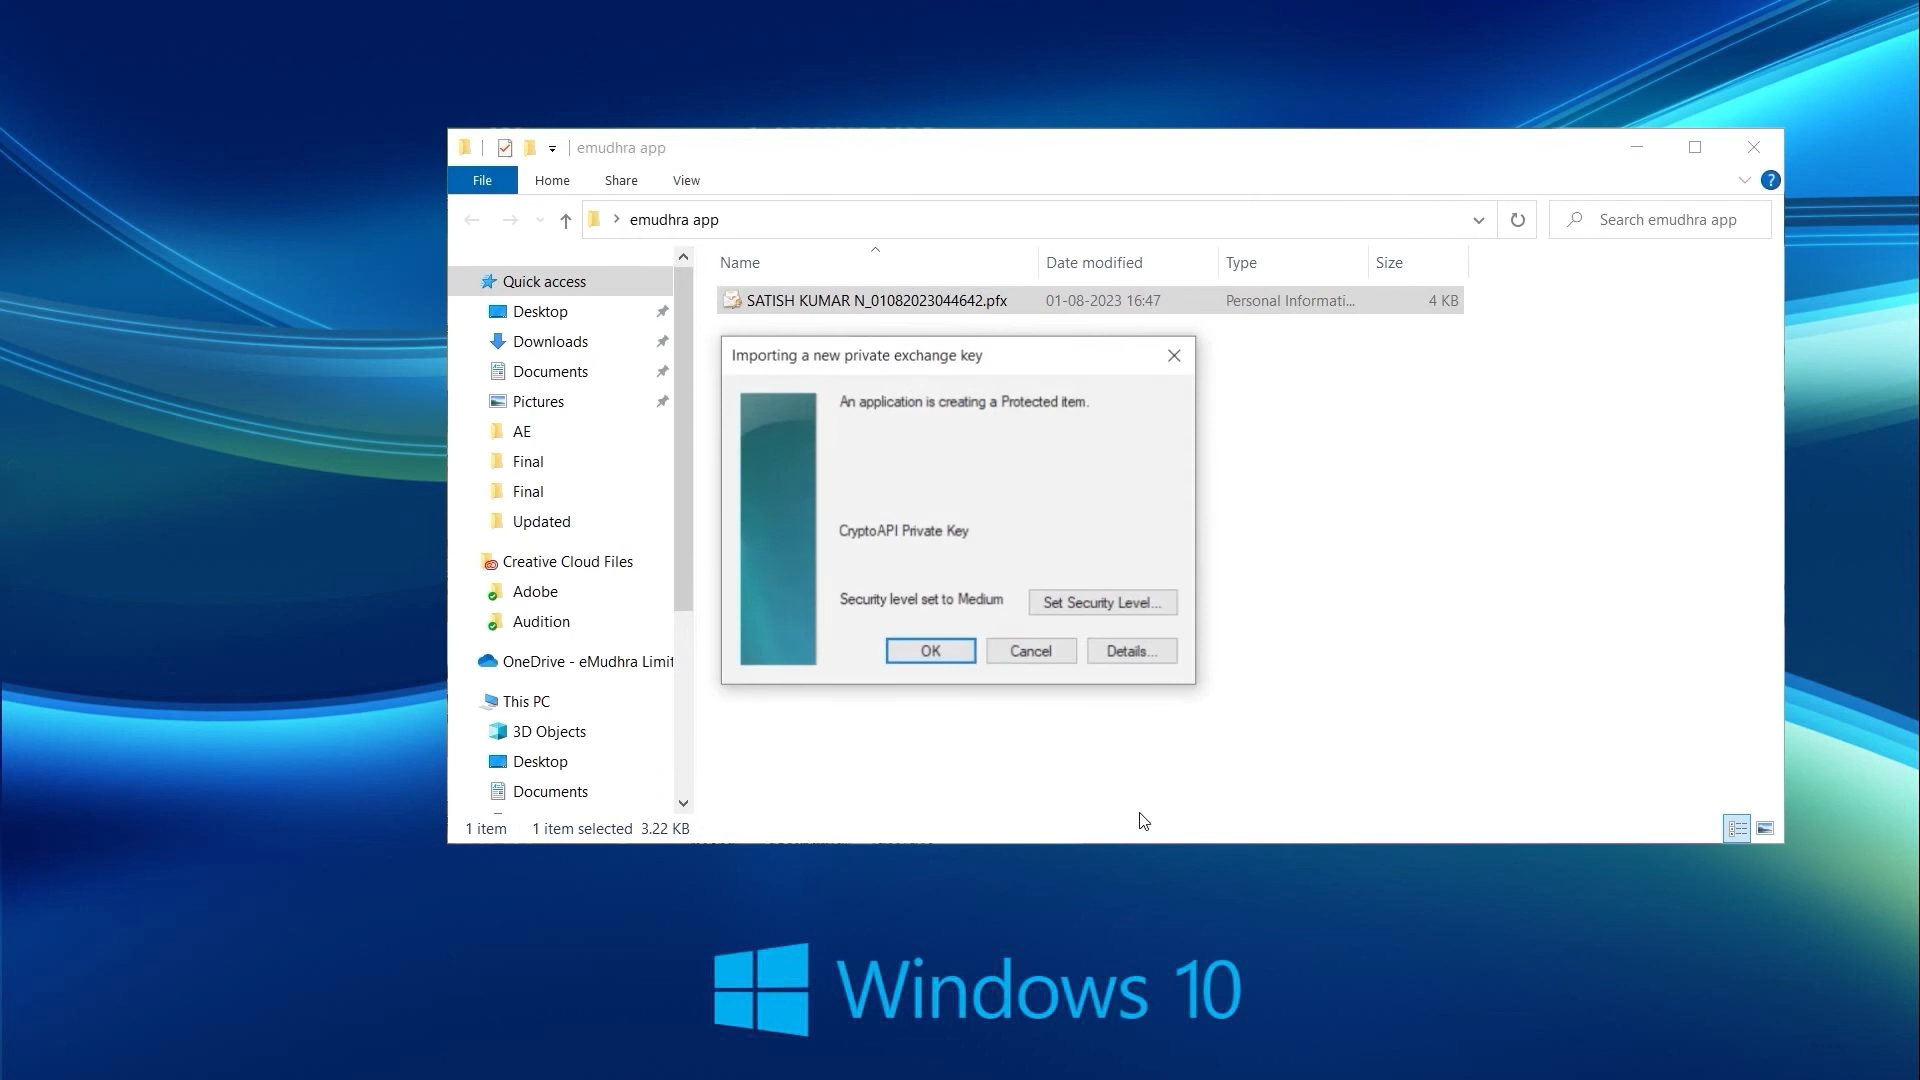 emudhra app
File Home Share View
emudhra app
Search emudhra app
Name Date modified Type Size
SATISH KUMAR N_01082023044642.pfx 01-08-2023 16:47 Personal Informati... 4 KB
Quick access
Desktop
Downloads
Documents
Pictures
AE
Final
Final
Updated
Creative Cloud Files
Adobe
Audition
OneDrive - eMudhra Limit
This PC
3D Objects
Desktop
Documents
Importing a new private exchange key
An application is creating a Protected item.
CryptoAPI Private Key
Security level set to Medium Set Security Level...
OK Cancel Details...
1 item 1 item selected 3.22 KB
Windows 10